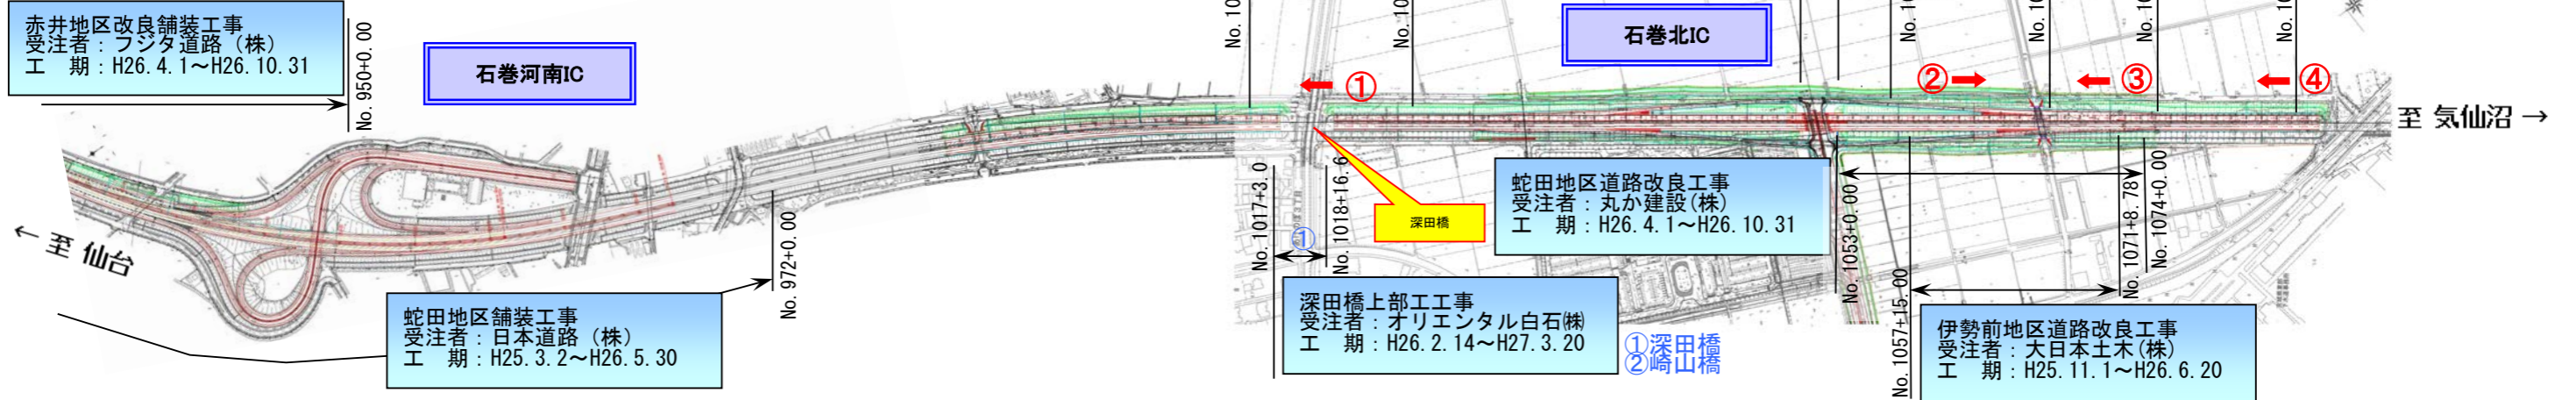 赤井地区改良舗装工事
受注者：フジタ道路（株）
工　期：H26.4.1～H26.10.31
No. 950+0.00
石巻河南IC
石巻北IC
①
②
③
④
至 気仙沼 →
← 至 仙台
No. 972+0.00
蛇田地区舗装工事
受注者：日本道路（株）
工　期：H25.3.2～H26.5.30
No. 1017+3.0
①
No. 1018+16.6
深田橋
深田橋上部工工事
受注者：オリエンタル白石㈱
工　期：H26.2.14～H27.3.20
①深田橋
②崎山橋
蛇田地区道路改良工事
受注者：丸か建設(株)
工　期：H26.4.1～H26.10.31
No. 1053+0.00
No. 1057+15.00
No. 1071+8.78
No. 1074+0.00
伊勢前地区道路改良工事
受注者：大日本土木(株)
工　期：H25.11.1～H26.6.20